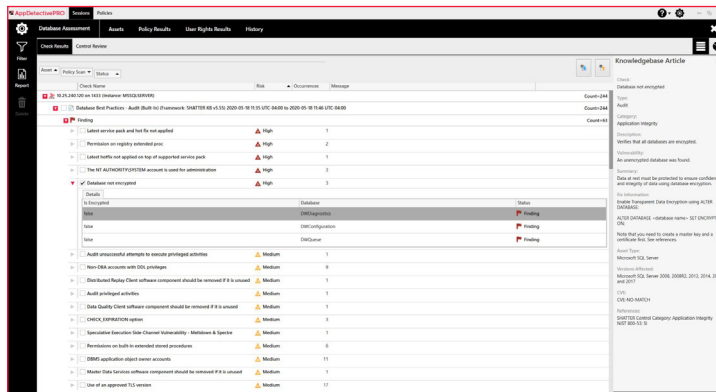 AppDetectivePRO Sessions Policies
Database Assessment Assets Policy Results User Rights Results History
Check Results Control Review
Filter
Report
Delete
Asset Policy Scan Status
Check Name Risk Occurrences Message
10.25.240.120 on 1433 (Instance: MSSQLSERVER) Count=244
Database Best Practices - Audit (Built-in) (Framework: SHATTER KB v5.55) 2020-05-18 11:35 UTC-04:00 to 2020-05-18 11:46 UTC-04:00 Count=244
Finding Count=63
Latest service pack and hot fix not applied High 1
Permission on registry extended proc High 2
Latest hotfix not applied on top of supported service pack High 1
The NT AUTHORITY\SYSTEM account is used for administration High 3
Database not encrypted High 3
Details
Is Encrypted Database Status
false DWDiagnostics Finding
false DWConfiguration Finding
false DWQueue Finding
Audit unsuccessful attempts to execute privileged activities Medium 1
Non-DBA accounts with DDL privileges Medium 9
Distributed Replay Client software component should be removed if it is unused Medium 1
Audit privileged activities Medium 1
Data Quality Client software component should be removed if it is unused Medium 1
CHECK_EXPIRATION option Medium 3
Speculative Execution Side-Channel Vulnerability - Meltdown & Spectre Medium 1
Permissions on built-in extended stored procedures Medium 6
DBMS application object owner accounts Medium 11
Master Data Services software component should be removed if it is unused Medium 1
Use of an approved TLS version Medium 17
Knowledgebase Article
Check:
Database not encrypted
Type:
Audit
Category:
Application Integrity
Description:
Verifies that all databases are encrypted.
Vulnerability:
An unencrypted database was found.
Summary:
Data at rest must be protected to ensure confiden
and integrity of data using database encryption.
Fix Information:
Enable Transparent Data Encryption using ALTER
DATABASE:
ALTER DATABASE <database name> SET ENCRYPT
ON;
Note that you need to create a master key and a
certificate first. See references.
Asset Type:
Microsoft SQL Server
Versions Affected:
Microsoft SQL Server 2008, 2008R2, 2012, 2014, 20
and 2017
CVE:
CVE-NO-MATCH
References:
SHATTER Control Category: Application Integrity
NIST 800-53: SI